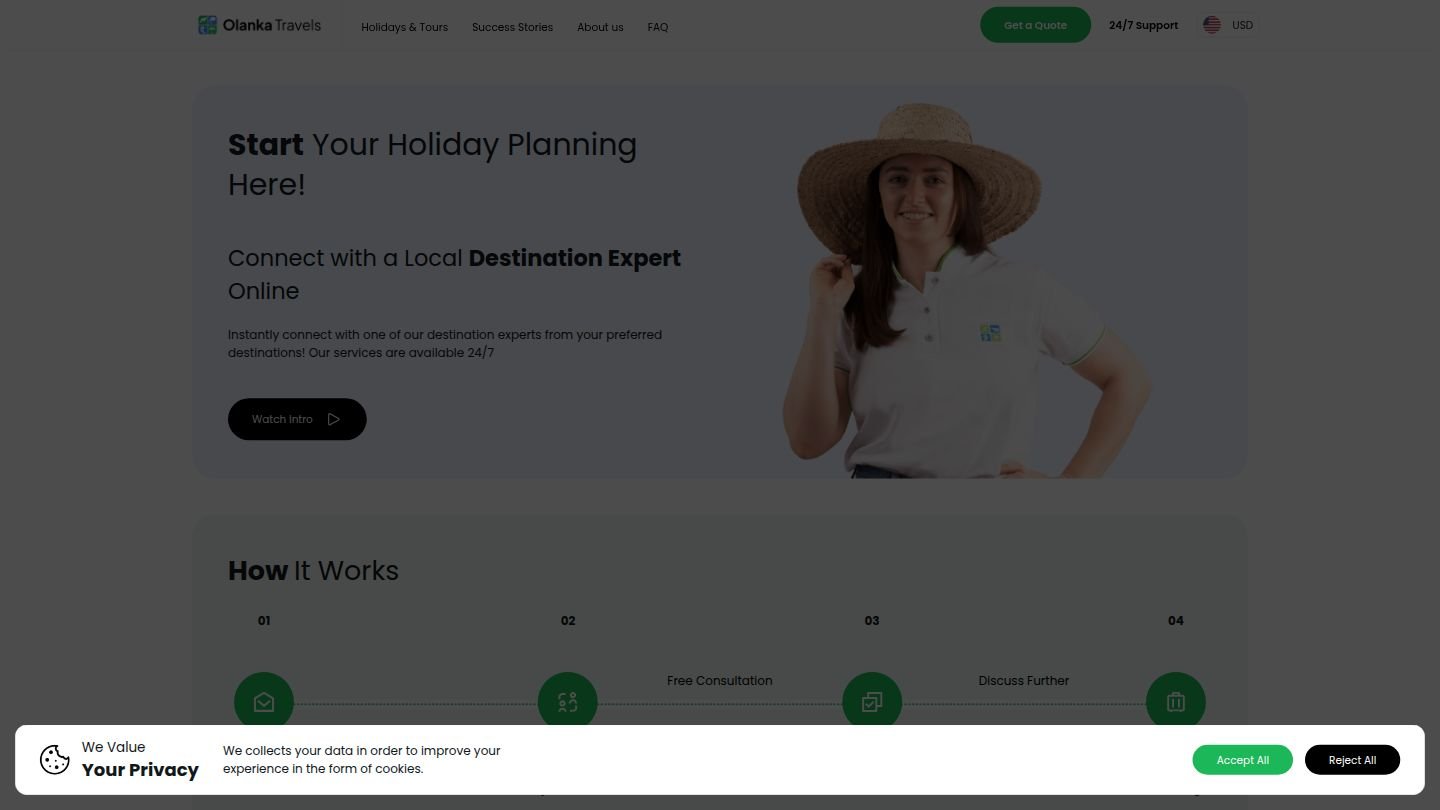 Olanka Travels
Holidays & Tours
Success Stories
About us
FAQ
Get a Quote
24/7 Support
USD
Start Your Holiday Planning
Here!
Connect with a Local Destination Expert
Online
Instantly connect with one of our destination experts from your preferred
destinations! Our services are available 24/7
Watch Intro
How It Works
01
02
03
04
Free Consultation
Discuss Further
We Value
Your Privacy
We collects your data in order to improve your
experience in the form of cookies.
Accept All
Reject All